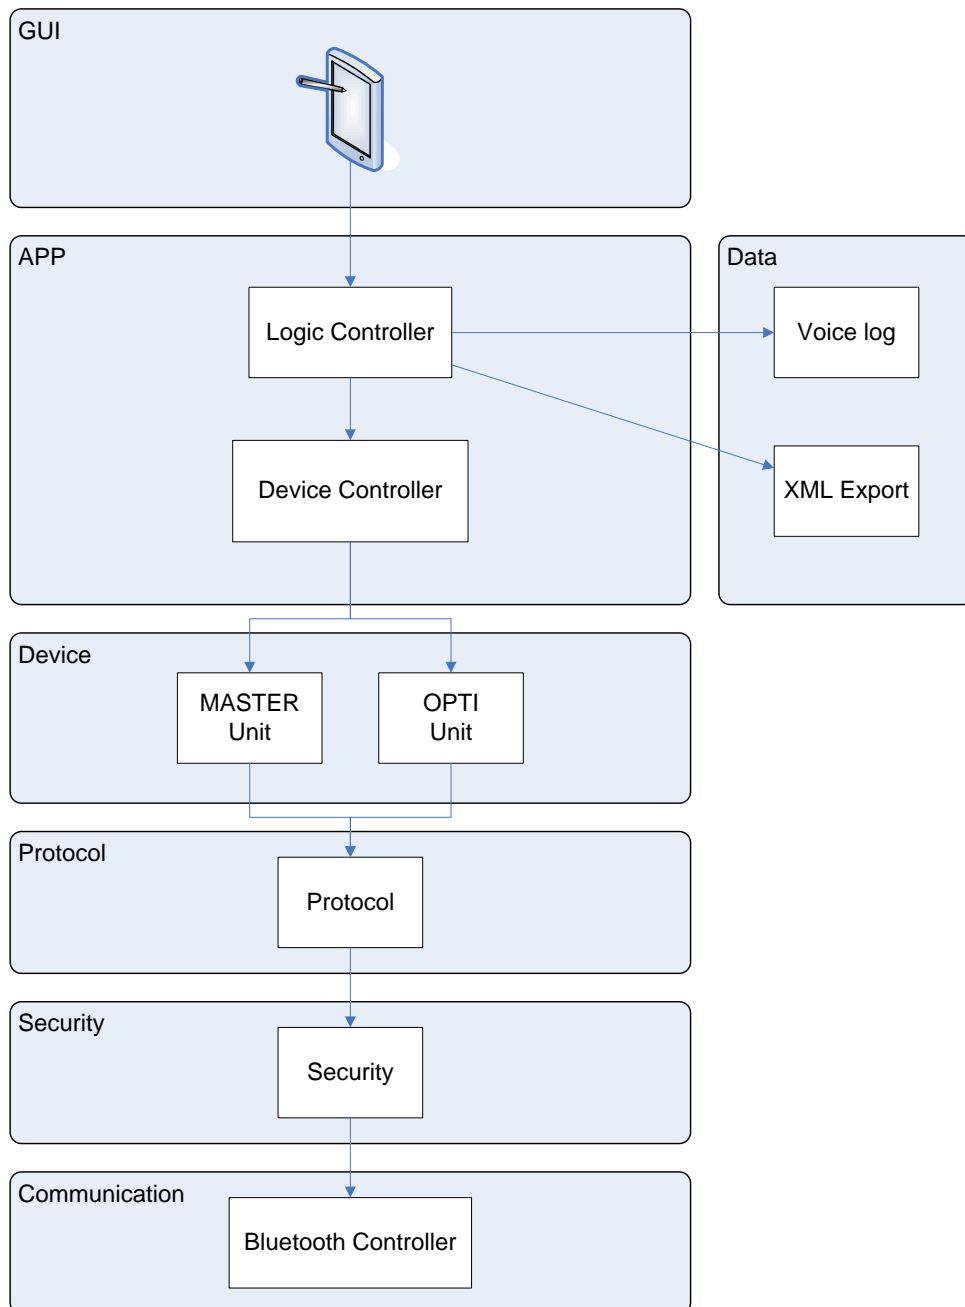 GUI
APP
Data
Logic Controller
Voice log
Device Controller
XML Export
Device
MASTER
Unit
OPTI
Unit
Protocol
Protocol
Security
Security
Communication
Bluetooth Controller